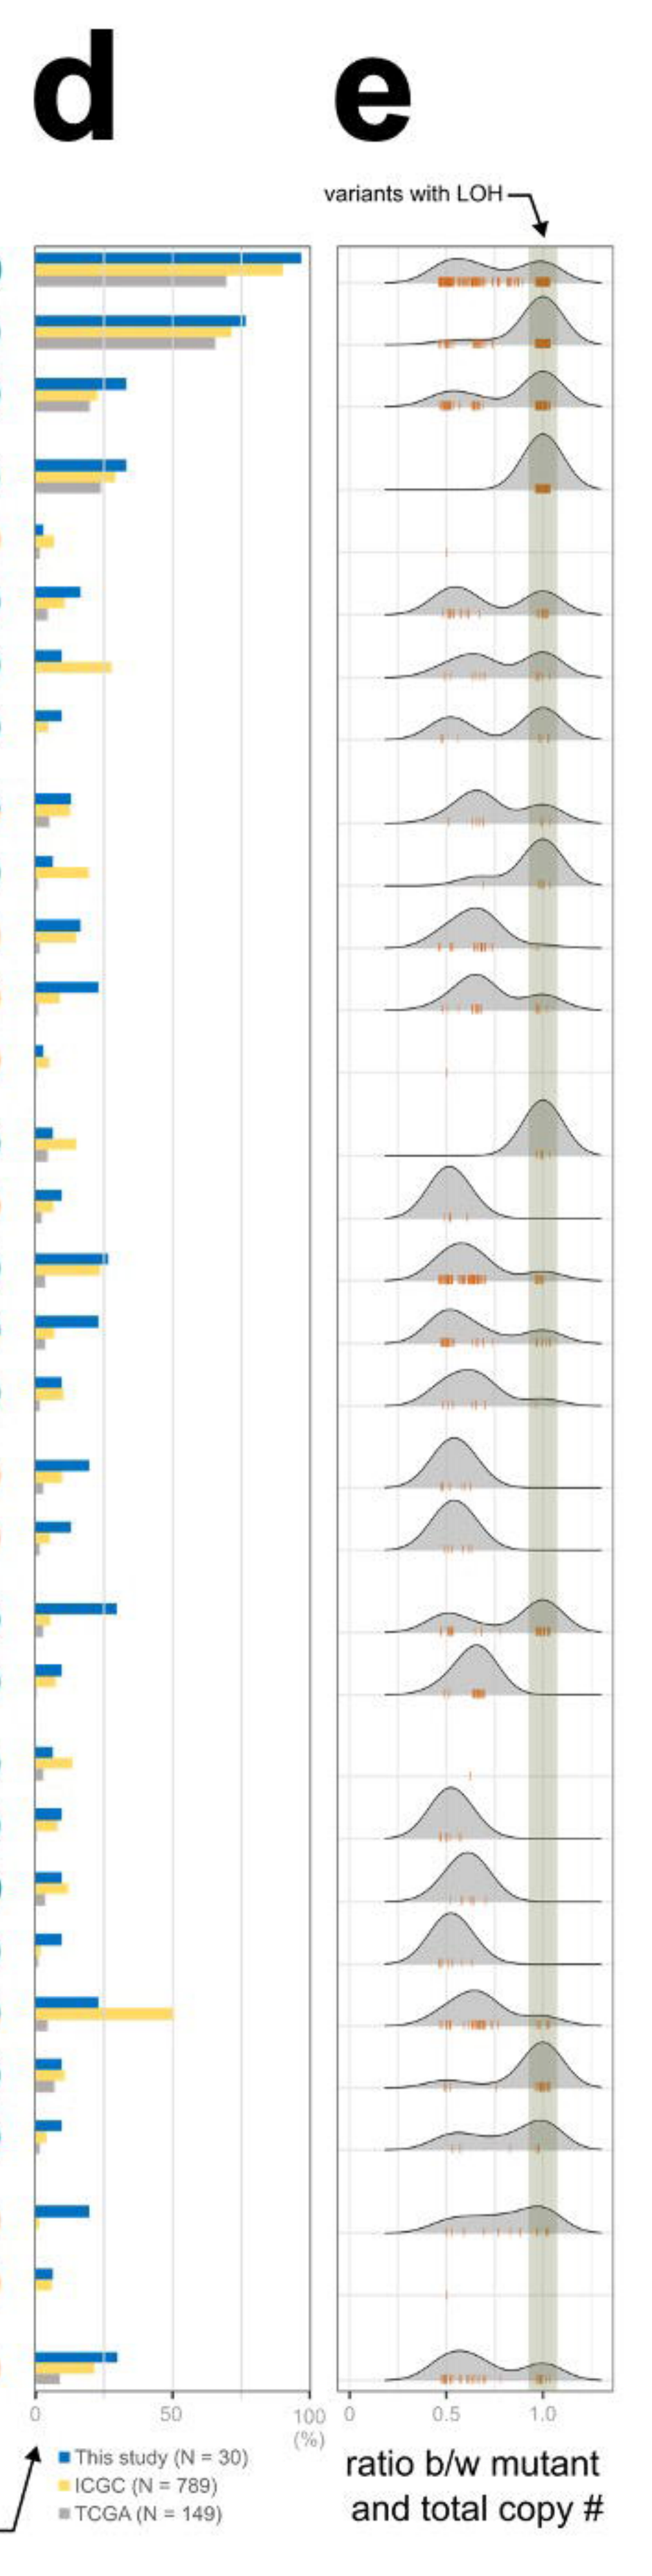 d
e
variants with LOH
0
50
100
(%)
0
0.5
1.0
This study (N = 30)
ICGC (N = 789)
TCGA (N = 149)
ratio b/w mutant
and total copy #